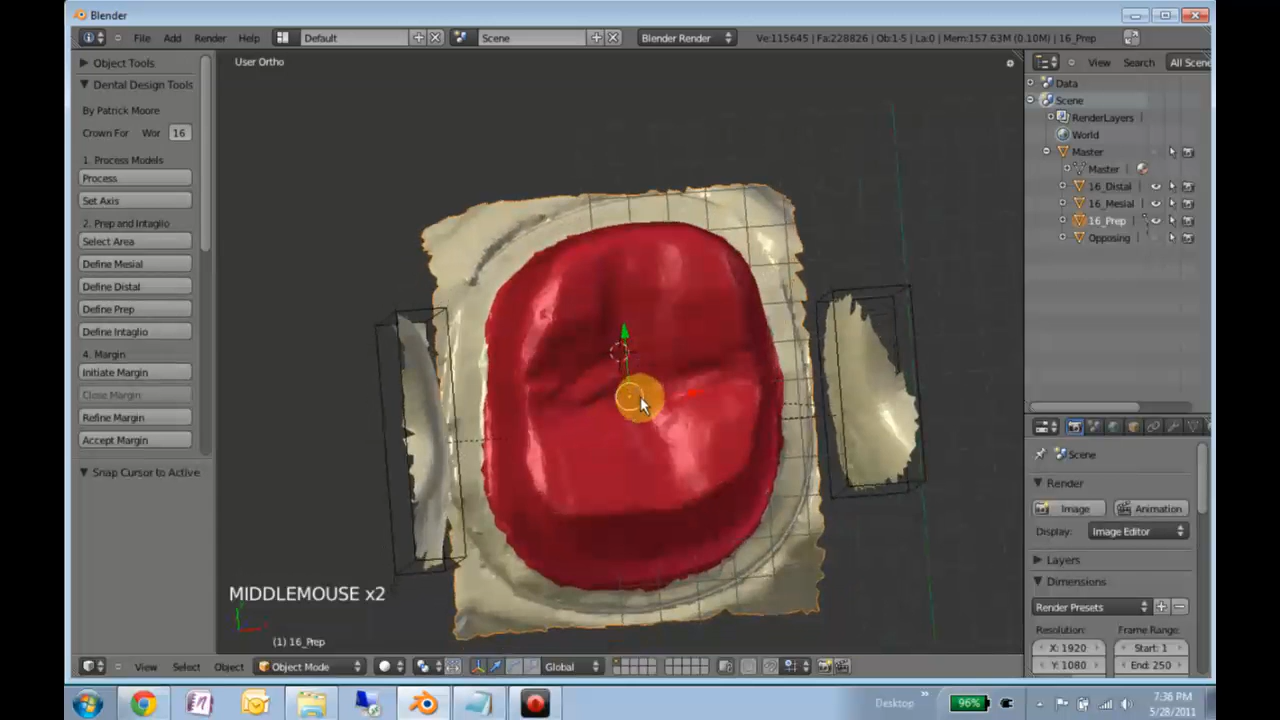 Blender
File Add Render Help Default Scene Blender Render Ve:115645 | Fa:228826 | Ob:1-5 | La:0 | Mem:157.63M (0.10M) | 16_Prep
Object Tools
Dental Design Tools
By Patrick Moore
Crown For Wor 16
1. Process Models
Process
Set Axis
2. Prep and Intaglio
Select Area
Define Mesial
Define Distal
Define Prep
Define Intaglio
4. Margin
Initiate Margin
Close Margin
Refine Margin
Accept Margin
Snap Cursor to Active
User Ortho
MIDDLEMOUSE x2
(1) 16_Prep
View Select Object Object Mode Global
View Search All Scene
Data
Scene
RenderLayers
World
Master
Master
16_Distal
16_Mesial
16_Prep
Opposing
Scene
Render
Image Animation
Display: Image Editor
Layers
Dimensions
Render Presets
Resolution: Frame Range:
X: 1920 Start: 1
Y: 1080 End: 250
Desktop » 96% 7:36 PM
5/28/2011